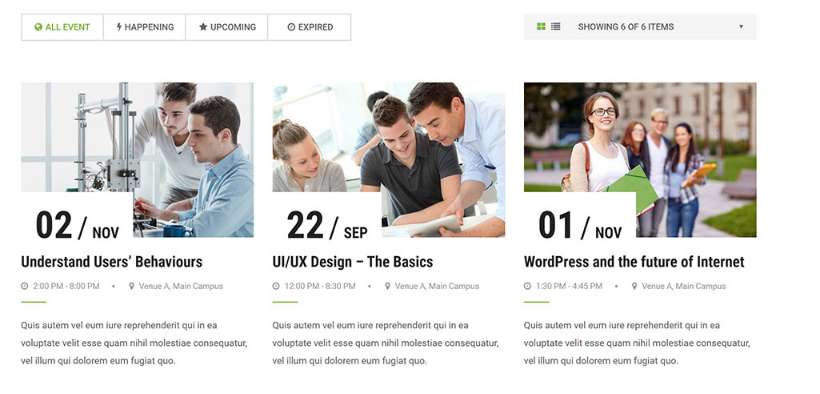 ALL EVENT
HAPPENING
UPCOMING
EXPIRED
SHOWING 6 OF 6 ITEMS
02 / NOV
Understand Users’ Behaviours
2:00 PM - 8:00 PM • Venue A, Main Campus
Quis autem vel eum iure reprehenderit qui in ea
voluptate velit esse quam nihil molestiae consequatur,
vel illum qui dolorem eum fugiat quo.
22 / SEP
UI/UX Design – The Basics
12:00 PM - 8:30 PM • Venue A, Main Campus
Quis autem vel eum iure reprehenderit qui in ea
voluptate velit esse quam nihil molestiae consequatur,
vel illum qui dolorem eum fugiat quo.
01 / NOV
WordPress and the future of Internet
1:30 PM - 4:45 PM • Venue A, Main Campus
Quis autem vel eum iure reprehenderit qui in ea
voluptate velit esse quam nihil molestiae consequatur,
vel illum qui dolorem eum fugiat quo.